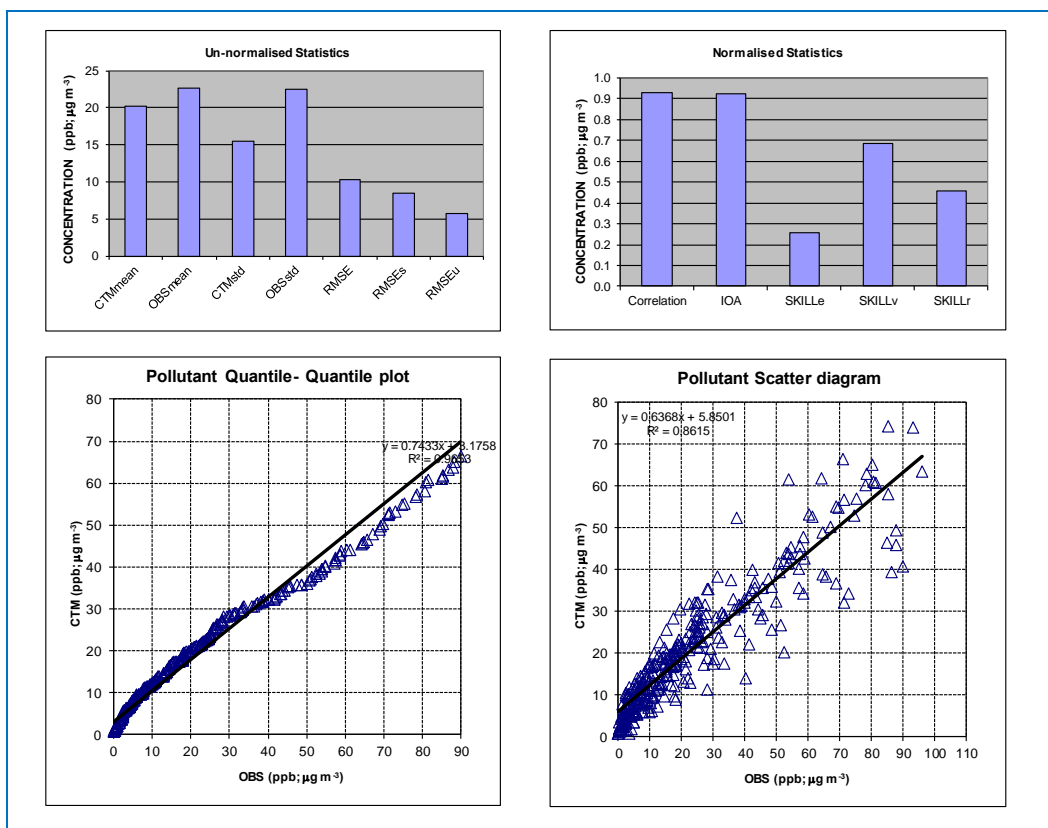 Un-normalised Statistics
CONCENTRATION (ppb; µg m-3)
25
20
15
10
5
0
CTMmean
OBSmean
CTMstd
OBSstd
RMSE
RMSEs
RMSEu
Normalised Statistics
CONCENTRATION (ppb; µg m-3)
1.0
0.9
0.8
0.7
0.6
0.5
0.4
0.3
0.2
0.1
0.0
Correlation IOA SKILLe SKILLv SKILLr
Pollutant Quantile- Quantile plot
CTM (ppb; µg m-3)
80
70
60
50
40
30
20
10
0
y = 0.7433x + 3.1758
R² = 0.9653
0 10 20 30 40 50 60 70 80 90
OBS (ppb; µg m-3)
Pollutant Scatter diagram
CTM (ppb; µg m-3)
80
70
60
50
40
30
20
10
0
y = 0.6368x + 5.8501
R² = 0.8615
0 10 20 30 40 50 60 70 80 90 100 110
OBS (ppb; µg m-3)